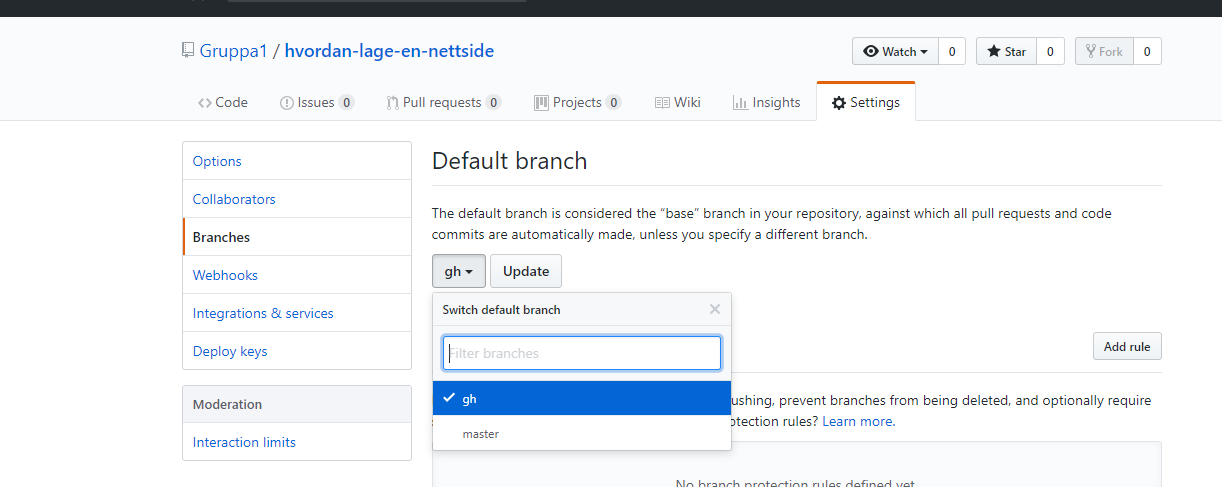 Gruppa1 / hvordan-lage-en-nettside
Watch 0 Star 0 Fork 0
Code Issues 0 Pull requests 0 Projects 0 Wiki Insights Settings
Options
Collaborators
Branches
Webhooks
Integrations & services
Deploy keys
Moderation
Interaction limits
Default branch
The default branch is considered the “base” branch in your repository, against which all pull requests and code
commits are automatically made, unless you specify a different branch.
gh Update
Switch default branch
Filter branches
gh
master
Add rule
ushing, prevent branches from being deleted, and optionally require
otection rules? Learn more.
No branch protection rules defined yet.